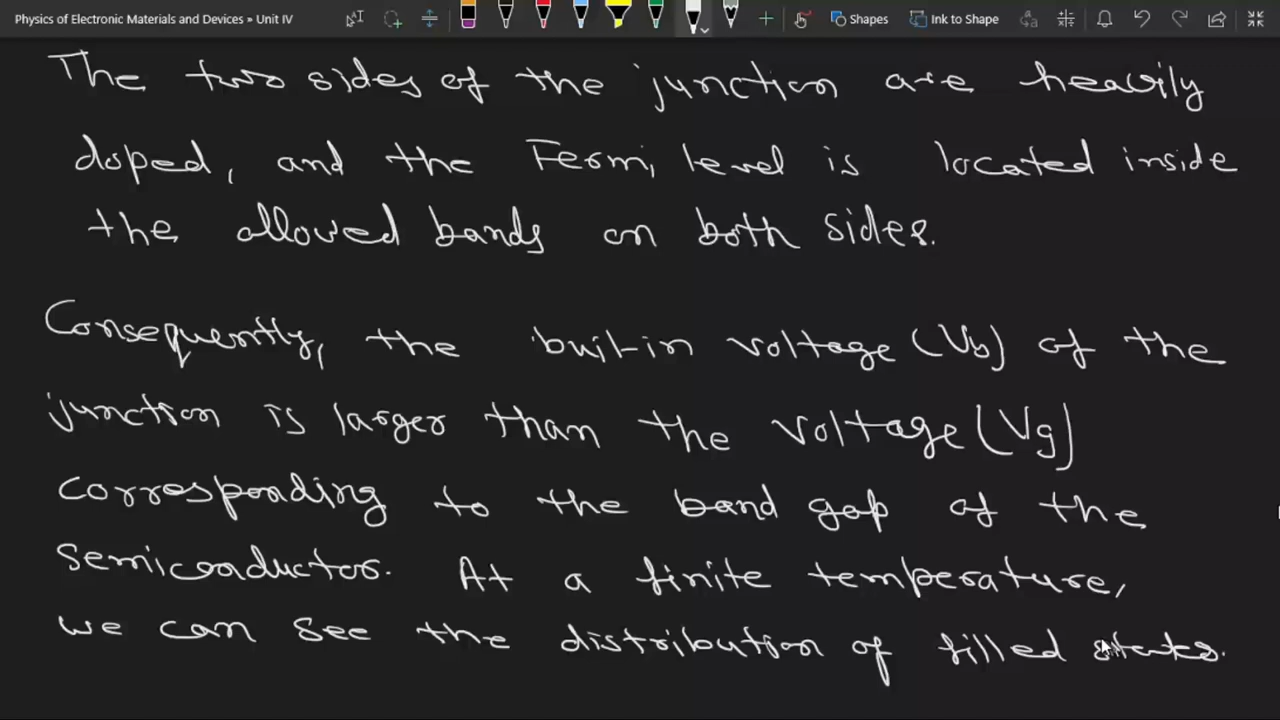 Physics of Electronic Materials and Devices » Unit IV
Shapes
Ink to Shape
The two sides of the junction are heavily
doped, and the Fermi level is located inside
the allowed bands on both sides.
Consequently, the built-in voltage (Vb) of the
junction is larger than the voltage (Vg)
corresponding to the band gap of the
semiconductor. At a finite temperature,
we can see the distribution of filled states.